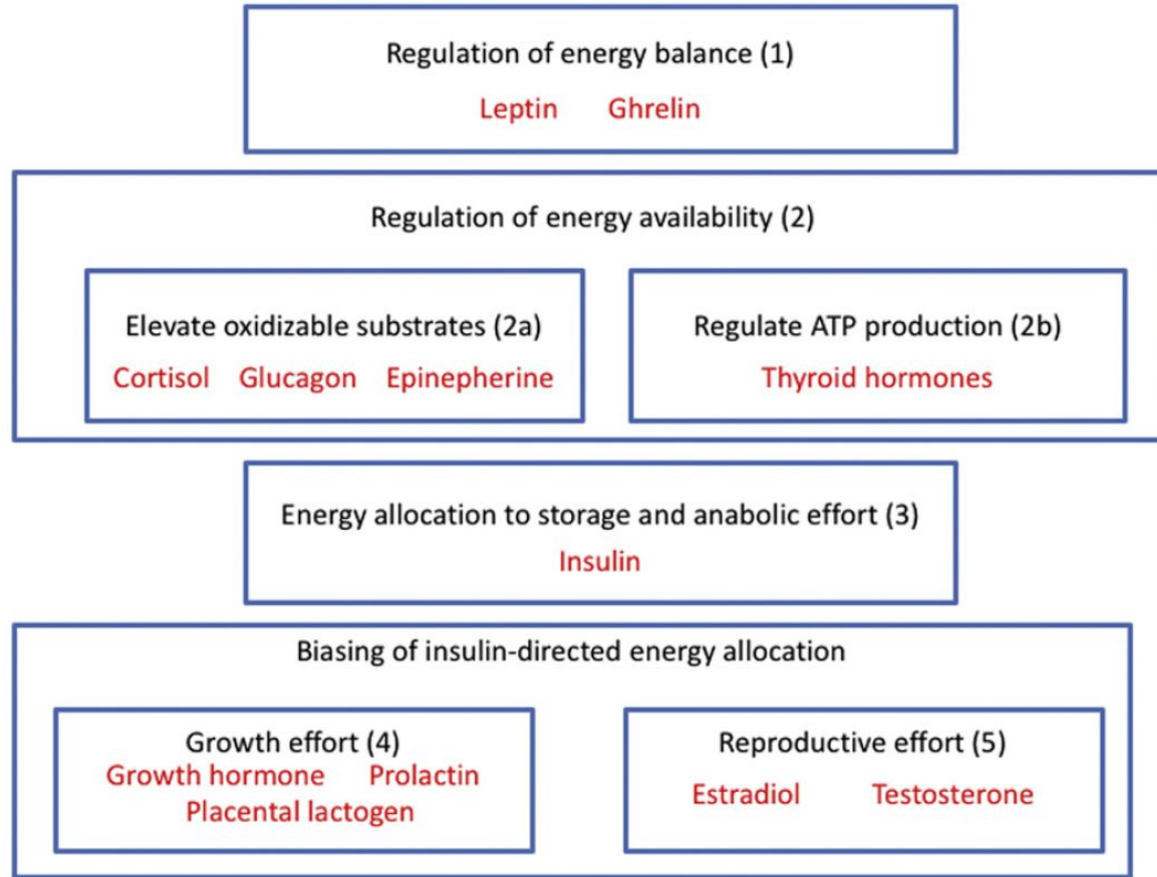 Regulation of energy balance (1)
Leptin Ghrelin
Regulation of energy availability (2)
Elevate oxidizable substrates (2a)
Cortisol Glucagon Epinepherine
Regulate ATP production (2b)
Thyroid hormones
Energy allocation to storage and anabolic effort (3)
Insulin
Biasing of insulin-directed energy allocation
Growth effort (4)
Growth hormone Prolactin
Placental lactogen
Reproductive effort (5)
Estradiol Testosterone